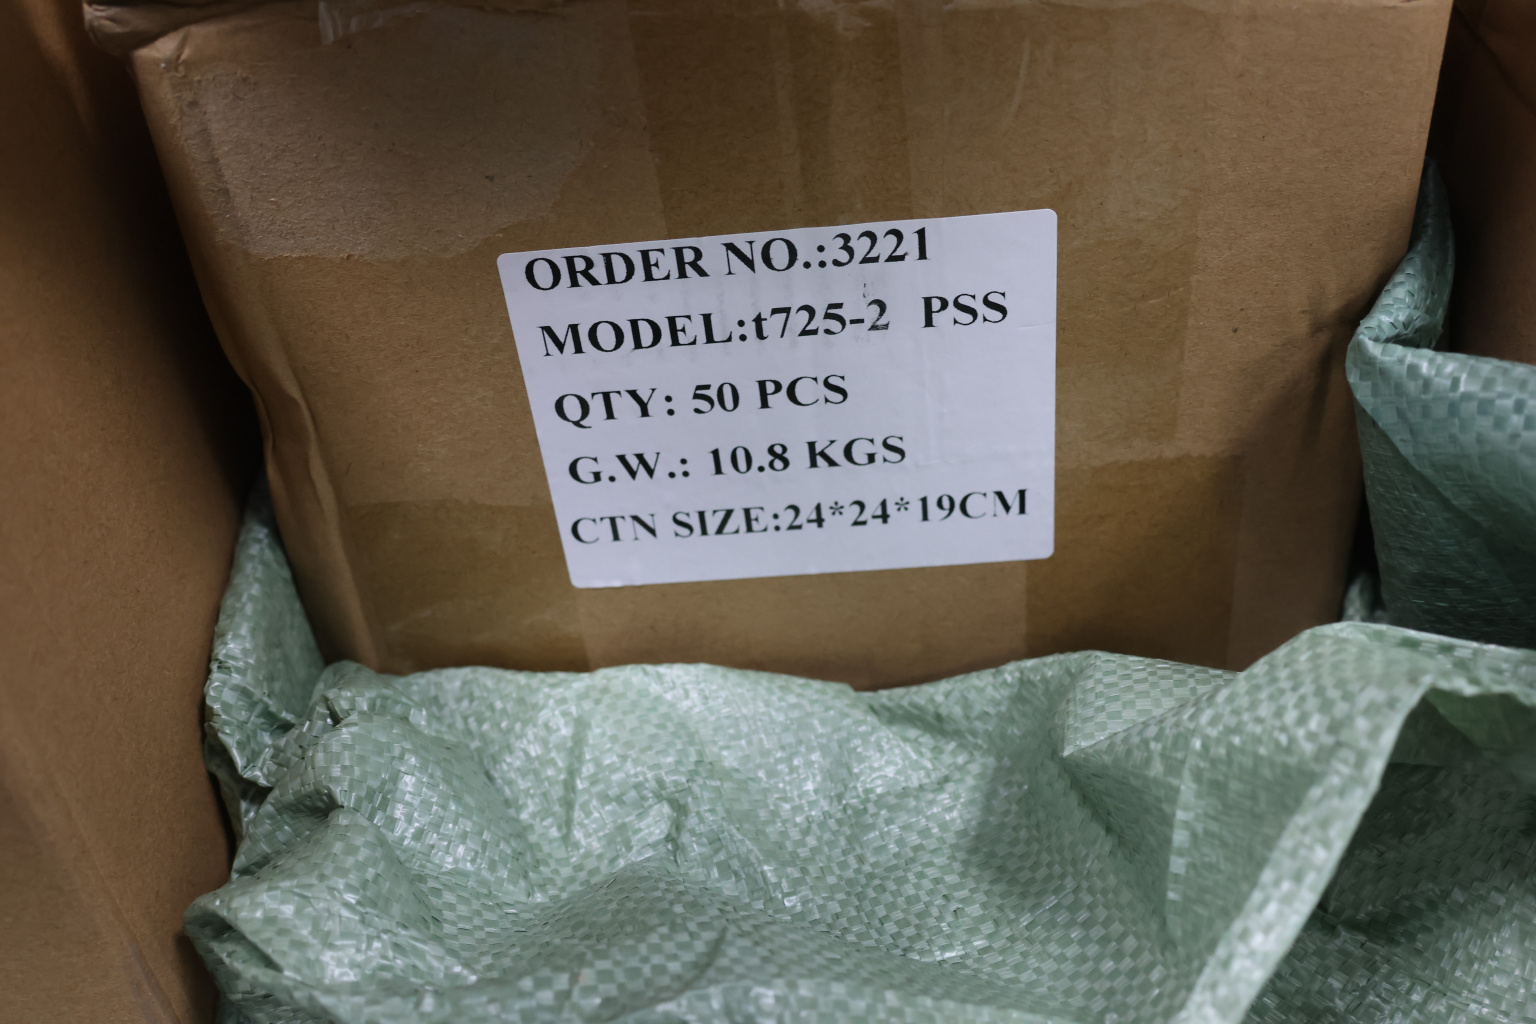 ORDER NO.:3221
MODEL:t725-2 PSS
QTY: 50 PCS
G.W.: 10.8 KGS
CTN SIZE:24*24*19CM